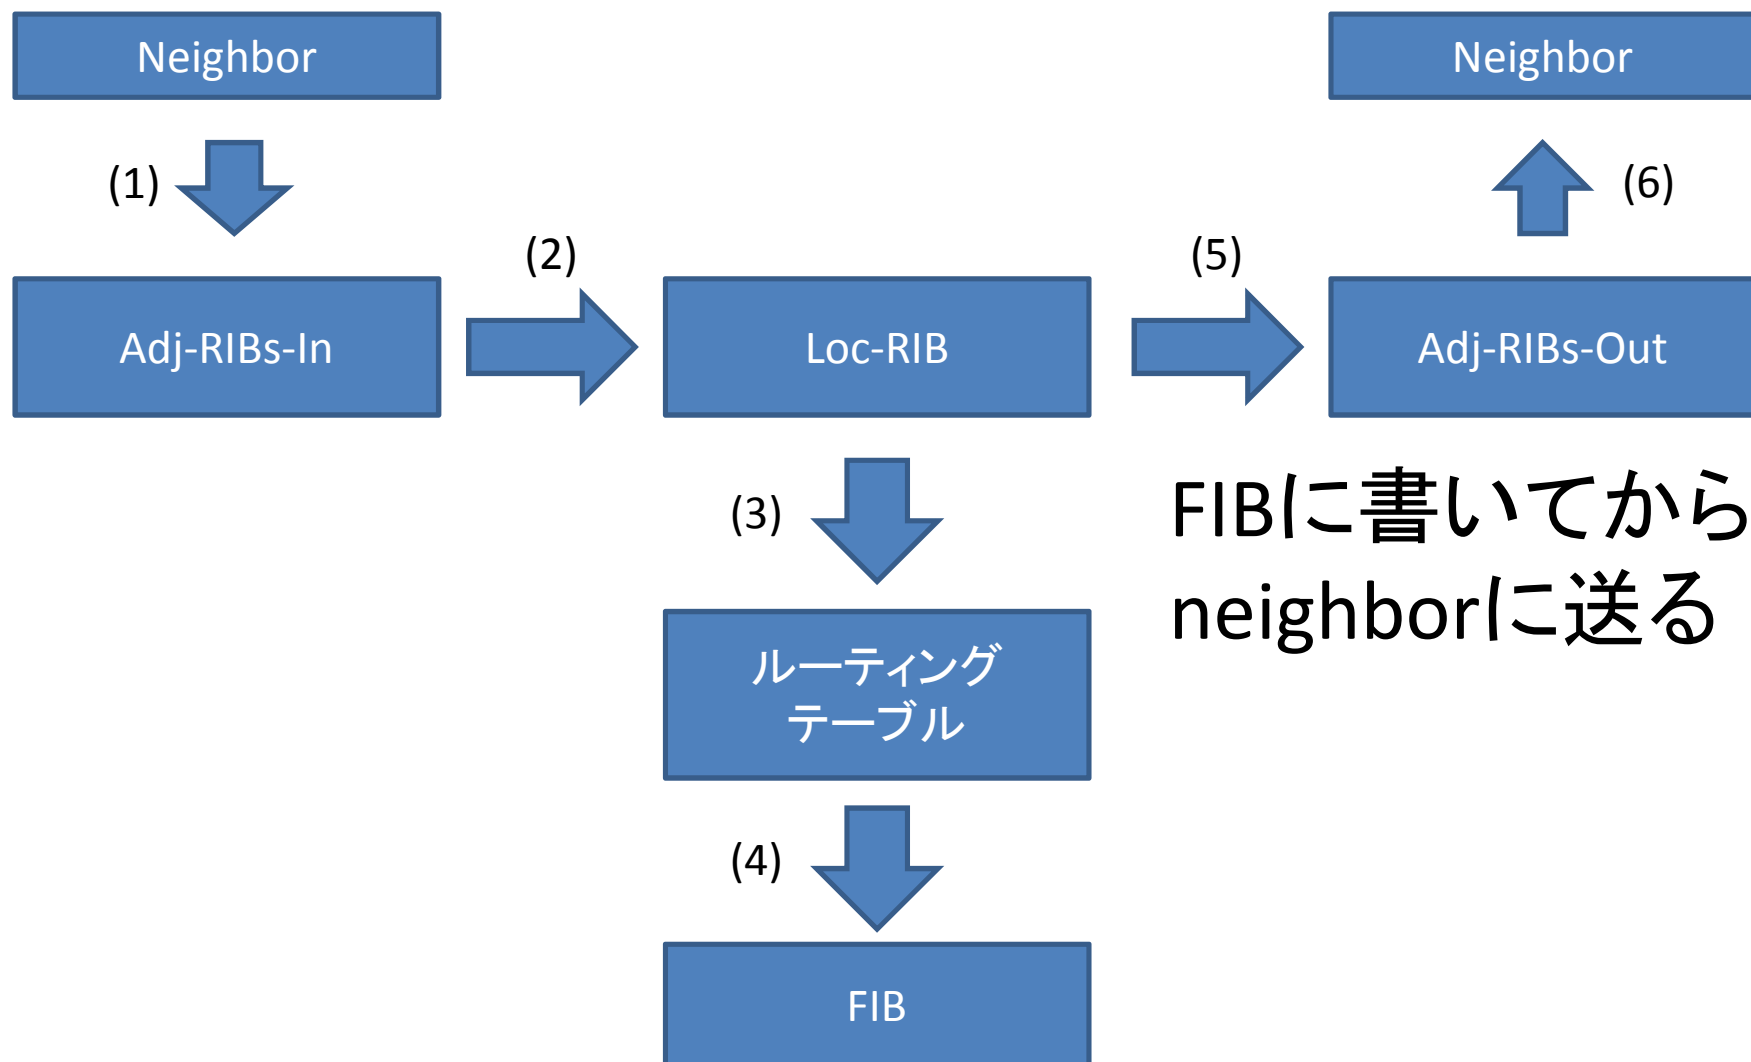 Neighbor
Neighbor
(1)
(6)
(2)
(5)
Adj-RIBs-In
Loc-RIB
Adj-RIBs-Out
(3)
FIBに書いてから
neighborに送る
ルーティング
テーブル
(4)
FIB